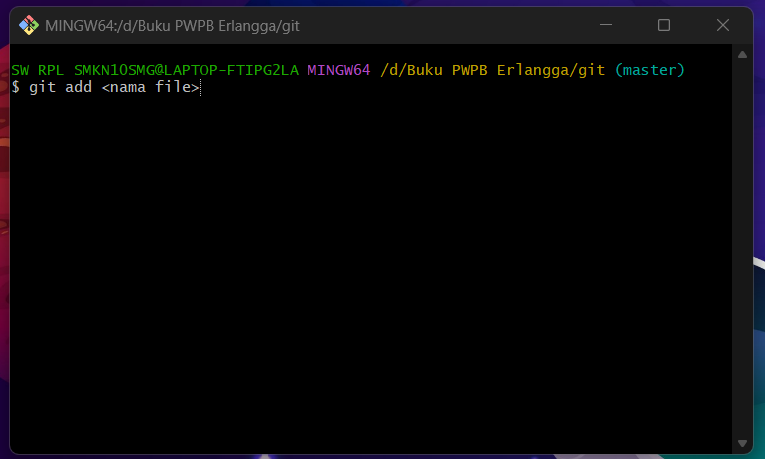 MINGW64:/d/Buku PWPB Erlangga/git
SW RPL SMKN10SMG@LAPTOP-FTIPG2LA MINGW64 /d/Buku PWPB Erlangga/git (master)
$ git add <nama file>